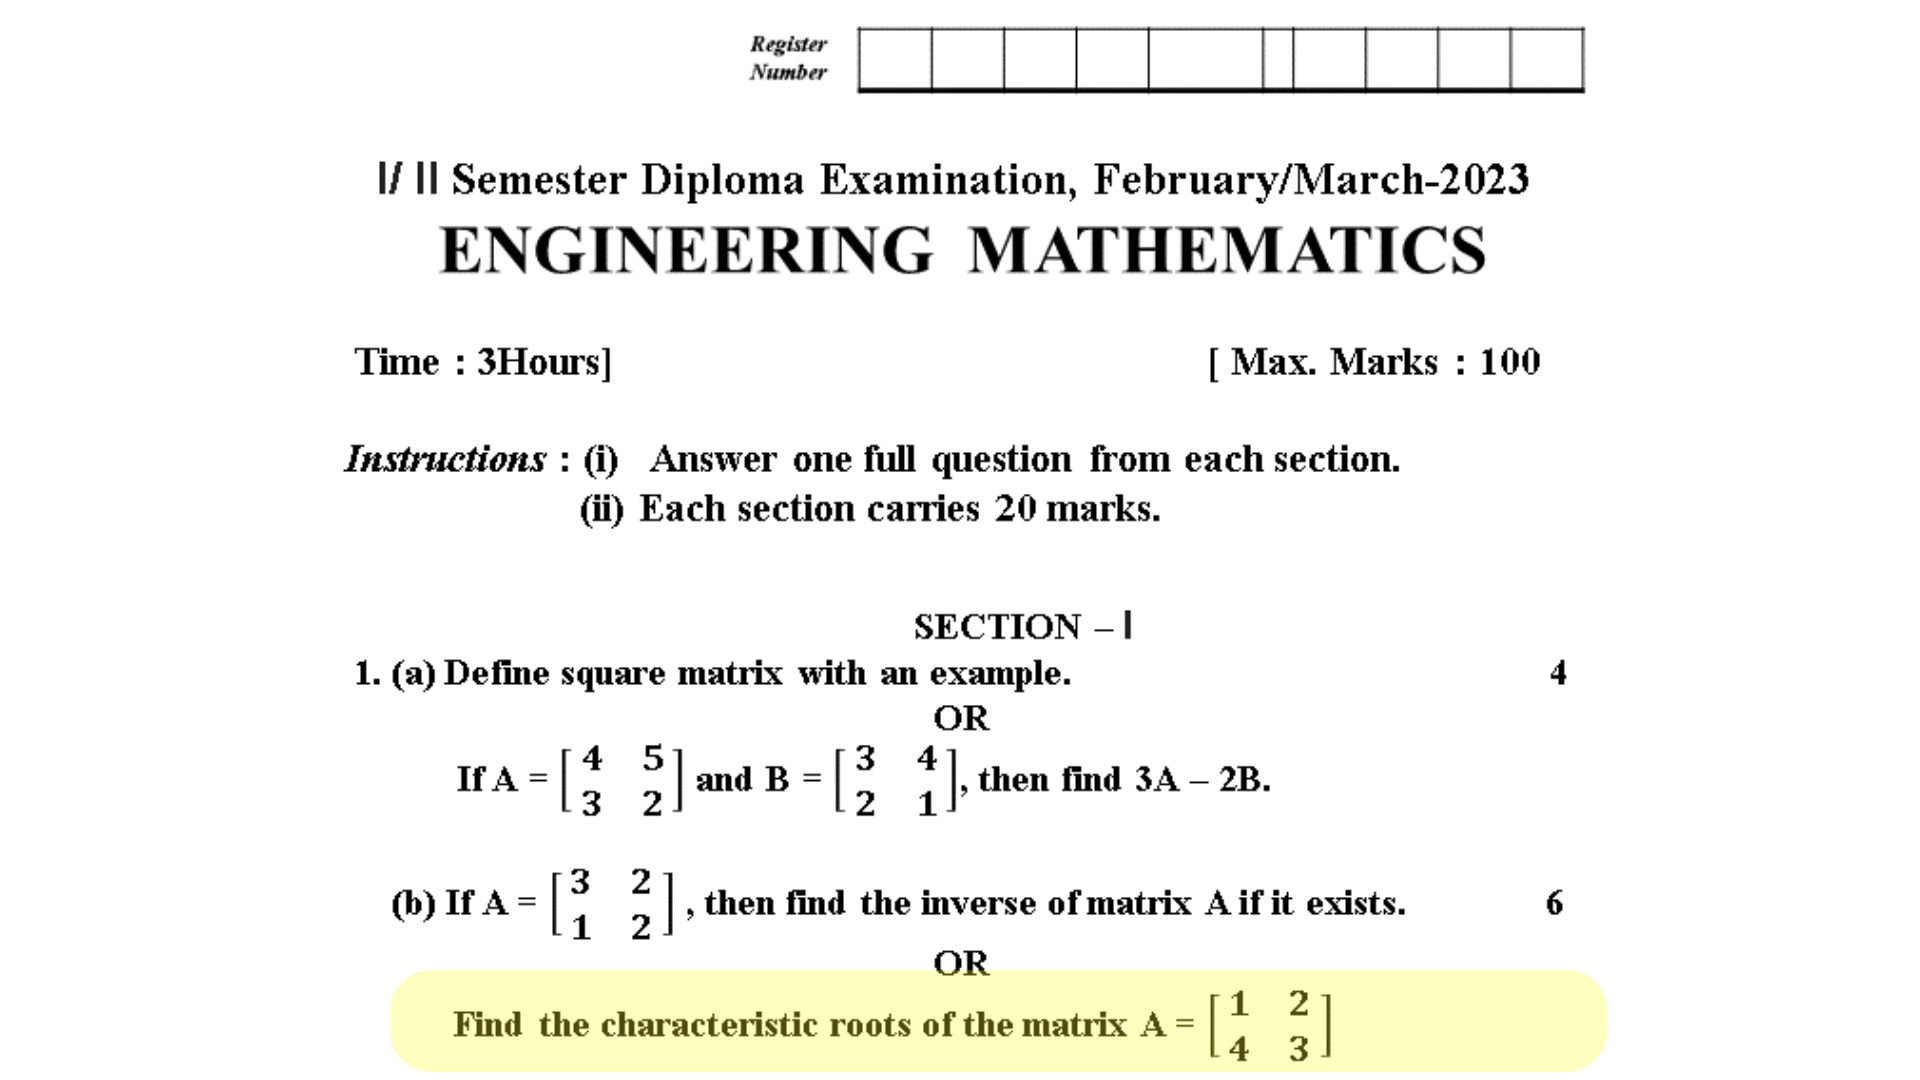 Register
Number
I/ II Semester Diploma Examination, February/March-2023
ENGINEERING MATHEMATICS
Time : 3Hours] [ Max. Marks : 100
Instructions : (i) Answer one full question from each section.
(ii) Each section carries 20 marks.
SECTION – I
1. (a) Define square matrix with an example. 4
OR
If A = [ 4 5 ; 3 2 ] and B = [ 3 4 ; 2 1 ], then find 3A – 2B.
(b) If A = [ 3 2 ; 1 2 ] , then find the inverse of matrix A if it exists. 6
OR
Find the characteristic roots of the matrix A = [ 1 2 ; 4 3 ]